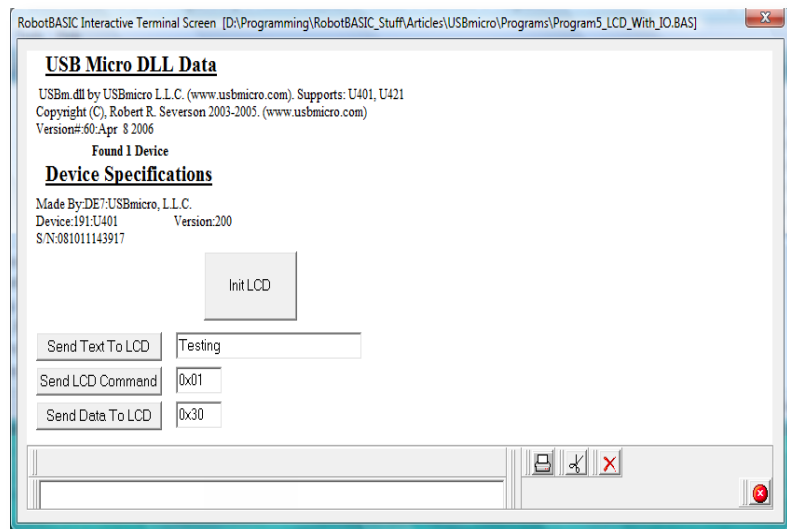 RobotBASIC Interactive Terminal Screen [D:\Programming\RobotBASIC_Stuff\Articles\USBmicro\Programs\Program5_LCD_With_IO.BAS]
USB Micro DLL Data
USBm.dll by USBmicro L.L.C. (www.usbmicro.com). Supports: U401, U421
Copyright (C), Robert R. Severson 2003-2005. (www.usbmicro.com)
Version#:60:Apr 8 2006
Found 1 Device
Device Specifications
Made By:DE7:USBmicro, L.L.C.
Device:191:U401 Version:200
S/N:081011143917
Init LCD
Send Text To LCD Testing
Send LCD Command 0x01
Send Data To LCD 0x30